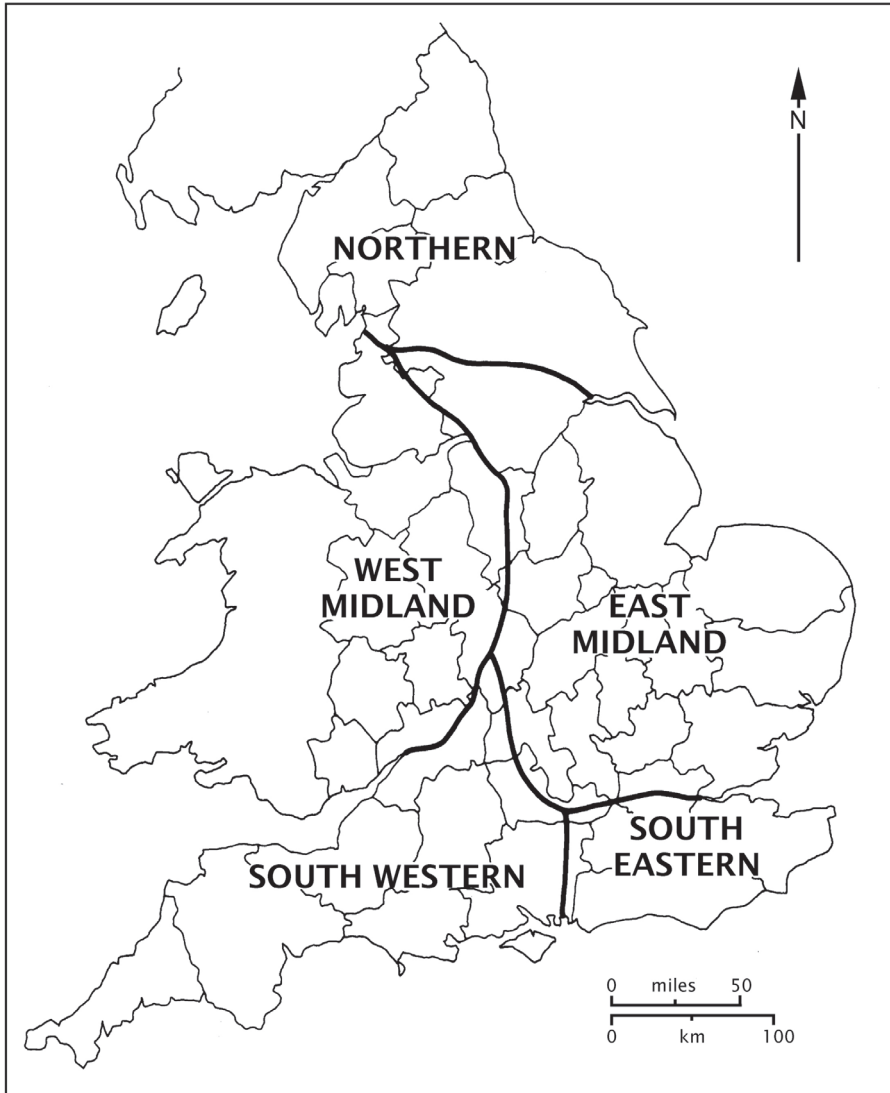 N
NORTHERN
WEST
MIDLAND
EAST
MIDLAND
SOUTH
EASTERN
SOUTH WESTERN
0 miles 50
0 km 100